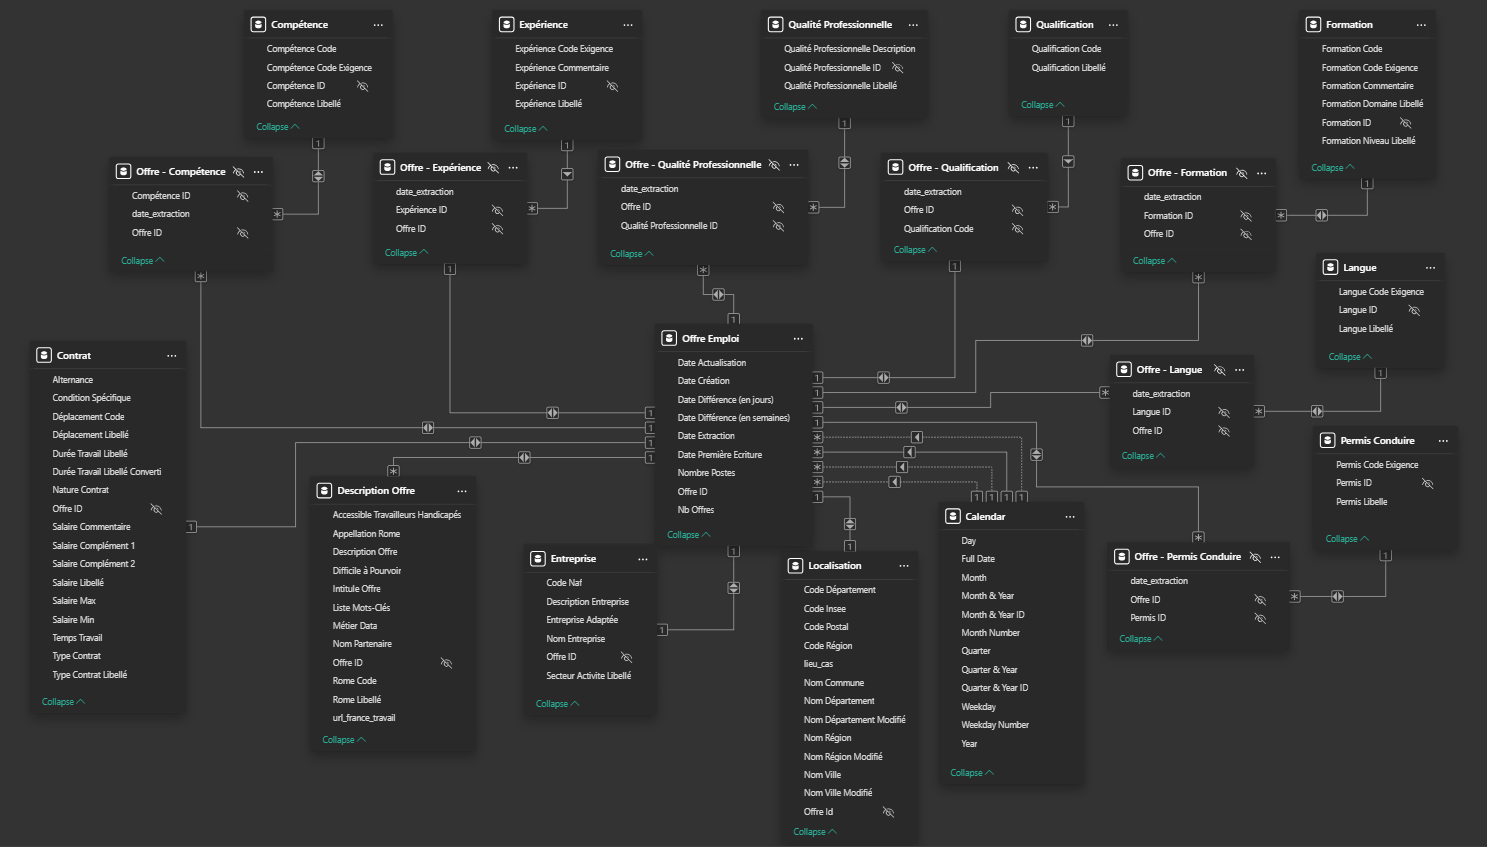 Compétence
Compétence Code
Compétence Code Exigence
Compétence ID
Compétence Libellé
Collapse
Expérience
Expérience Code Exigence
Expérience Commentaire
Expérience ID
Expérience Libellé
Collapse
Qualité Professionnelle
Qualité Professionnelle Description
Qualité Professionnelle ID
Qualité Professionnelle Libellé
Collapse
Qualification
Qualification Code
Qualification Libellé
Collapse
Formation
Formation Code
Formation Code Exigence
Formation Commentaire
Formation Domaine Libellé
Formation ID
Formation Niveau Libellé
Collapse
Offre - Compétence
Compétence ID
date_extraction
Offre ID
Collapse
Offre - Expérience
date_extraction
Expérience ID
Offre ID
Collapse
Offre - Qualité Professionnelle
date_extraction
Offre ID
Qualité Professionnelle ID
Collapse
Offre - Qualification
date_extraction
Offre ID
Qualification Code
Collapse
Offre - Formation
date_extraction
Formation ID
Offre ID
Collapse
Langue
Langue Code Exigence
Langue ID
Langue Libellé
Collapse
Contrat
Alternance
Condition Spécifique
Déplacement Code
Déplacement Libellé
Durée Travail Libellé
Durée Travail Libellé Converti
Nature Contrat
Offre ID
Salaire Commentaire
Salaire Complément 1
Salaire Complément 2
Salaire Libellé
Salaire Max
Salaire Min
Temps Travail
Type Contrat
Type Contrat Libellé
Collapse
Offre Emploi
Date Actualisation
Date Création
Date Différence (en jours)
Date Différence (en semaines)
Date Extraction
Date Première Ecriture
Nombre Postes
Offre ID
Nb Offres
Collapse
Offre - Langue
date_extraction
Langue ID
Offre ID
Collapse
Permis Conduire
Permis Code Exigence
Permis ID
Permis Libelle
Collapse
Description Offre
Accessible Travailleurs Handicapés
Appellation Rome
Description Offre
Difficile à Pourvoir
Intitule Offre
Liste Mots-Clés
Métier Data
Nom Partenaire
Offre ID
Rome Code
Rome Libellé
url_france_travail
Collapse
Entreprise
Code Naf
Description Entreprise
Entreprise Adaptée
Nom Entreprise
Offre ID
Secteur Activite Libellé
Collapse
Localisation
Code Département
Code Insee
Code Postal
Code Région
lieu_cas
Nom Commune
Nom Département
Nom Département Modifié
Nom Région
Nom Région Modifié
Nom Ville
Nom Ville Modifié
Offre Id
Collapse
Calendar
Day
Full Date
Month
Month & Year
Month & Year ID
Month Number
Quarter
Quarter & Year
Quarter & Year ID
Weekday
Weekday Number
Year
Collapse
Offre - Permis Conduire
date_extraction
Offre ID
Permis ID
Collapse